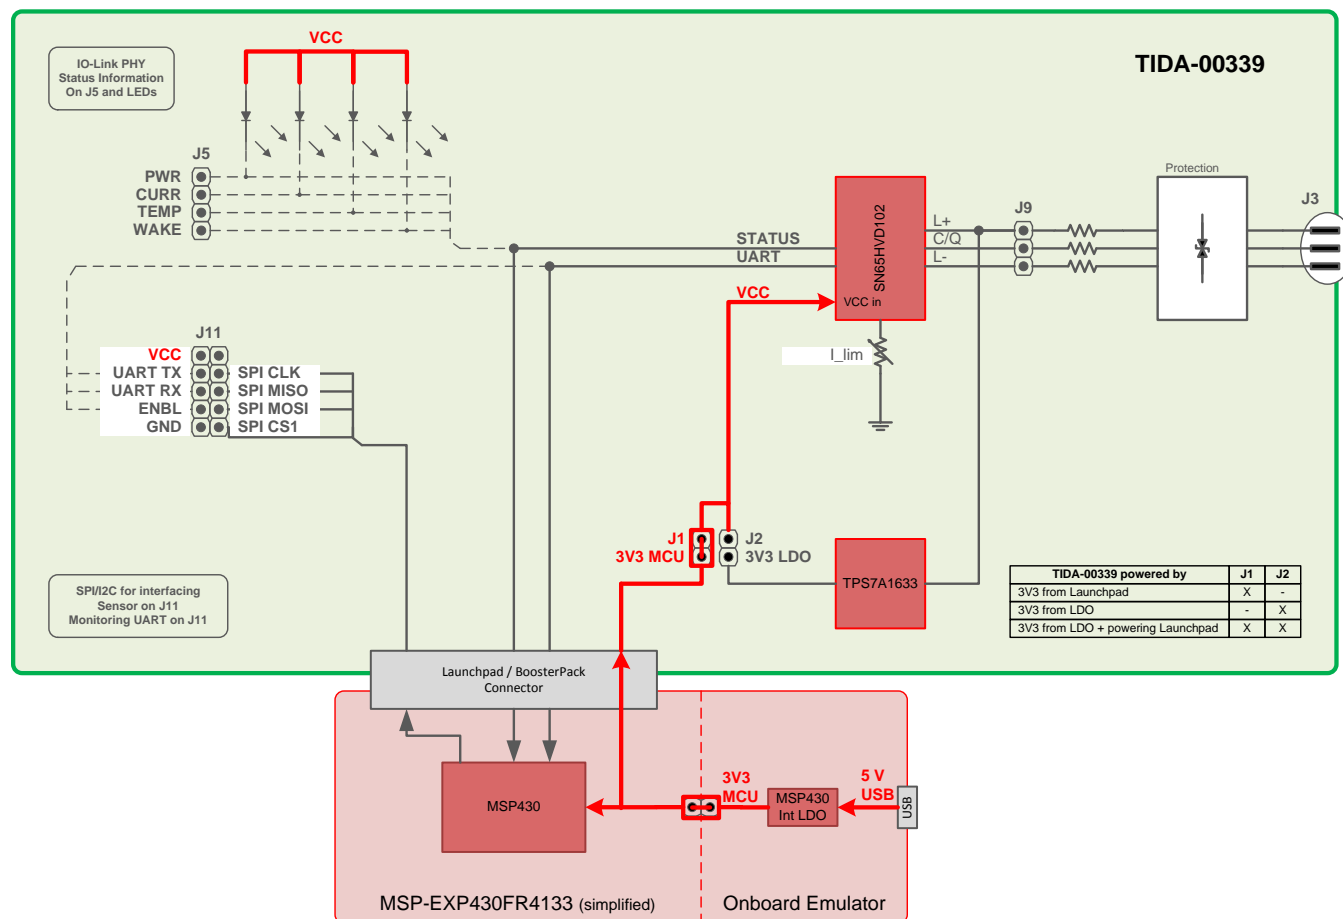 VCC
IO-Link PHY
Status Information
On J5 and LEDs
TIDA-00339
J5
PWR
CURR
TEMP
WAKE
Protection
J3
J9
L+
C/Q
L-
STATUS
UART
SN65HVD102
VCC
VCC in
I_lim
J11
VCC
UART TX SPI CLK
UART RX SPI MISO
ENBL SPI MOSI
GND SPI CS1
J1 J2
3V3 MCU 3V3 LDO
TPS7A1633
TIDA-00339 powered by J1 J2
3V3 from Launchpad X -
3V3 from LDO - X
3V3 from LDO + powering Launchpad X X
SPI/I2C for interfacing
Sensor on J11
Monitoring UART on J11
Launchpad / BoosterPack
Connector
MSP430
3V3
MCU
MSP430
Int LDO
5 V
USB
USB
MSP-EXP430FR4133 (simplified)
Onboard Emulator